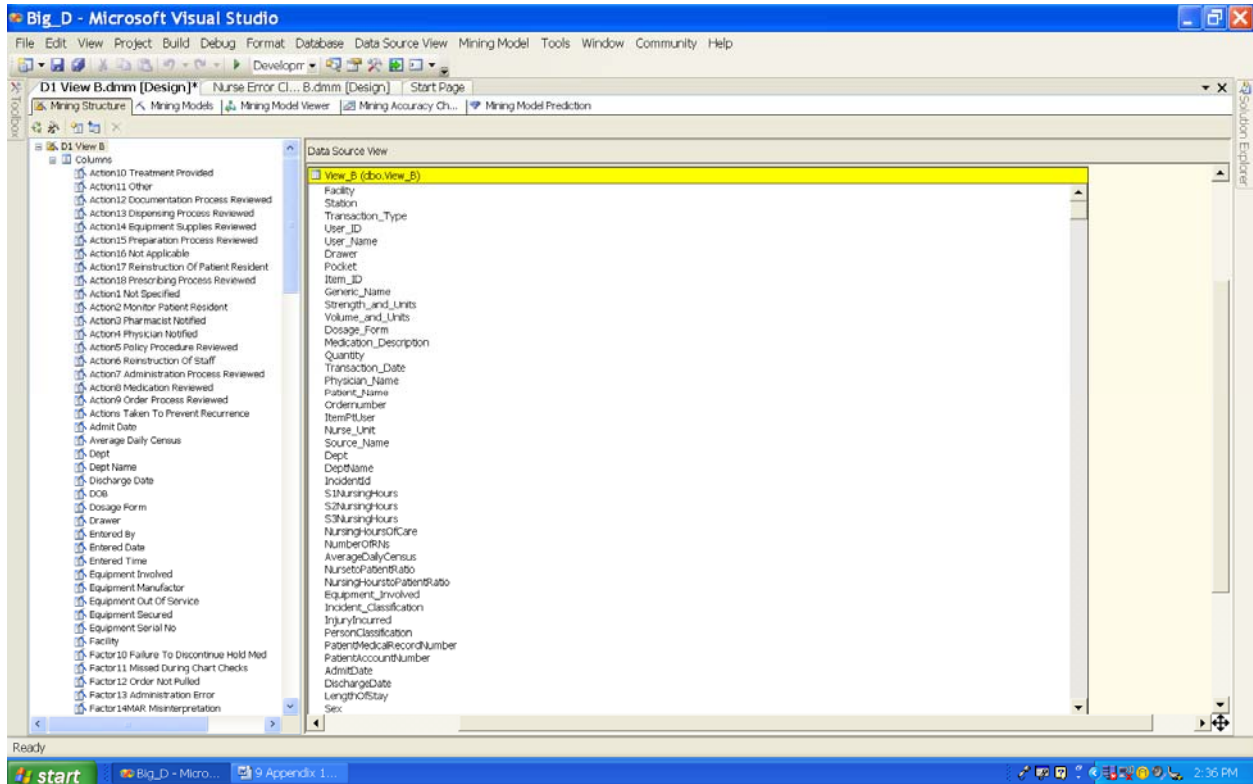 Big_D - Microsoft Visual Studio
File Edit View Project Build Debug Format Database Data Source View Mining Model Tools Window Community Help
Developr
D1 View B.dmm [Design]* Nurse Error Cl... B.dmm [Design] Start Page
Mining Structure Mining Models Mining Model Viewer Mining Accuracy Ch... Mining Model Prediction
Toolbox
Solution Explorer
D1 View B
Columns
Action10 Treatment Provided
Action11 Other
Action12 Documentation Process Reviewed
Action13 Dispensing Process Reviewed
Action14 Equipment Supplies Reviewed
Action15 Preparation Process Reviewed
Action16 Not Applicable
Action17 Reinstruction Of Patient Resident
Action18 Prescribing Process Reviewed
Action1 Not Specified
Action2 Monitor Patient Resident
Action3 Pharmacist Notified
Action4 Physician Notified
Action5 Policy Procedure Reviewed
Action6 Reinstruction Of Staff
Action7 Administration Process Reviewed
Action8 Medication Reviewed
Action9 Order Process Reviewed
Actions Taken To Prevent Recurrence
Admit Date
Average Daily Census
Dept
Dept Name
Discharge Date
DOB
Dosage Form
Drawer
Entered By
Entered Date
Entered Time
Equipment Involved
Equipment Manufactor
Equipment Out Of Service
Equipment Secured
Equipment Serial No
Facility
Factor10 Failure To Discontinue Hold Med
Factor11 Missed During Chart Checks
Factor12 Order Not Pulled
Factor13 Administration Error
Factor14MAR Misinterpretation
Data Source View
View_B (dbo.View_B)
Facility
Station
Transaction_Type
User_ID
User_Name
Drawer
Pocket
Item_ID
Generic_Name
Strength_and_Units
Volume_and_Units
Dosage_Form
Medication_Description
Quantity
Transaction_Date
Physician_Name
Patient_Name
Ordernumber
ItemPtUser
Nurse_Unit
Source_Name
Dept
DeptName
IncidentId
S1NursingHours
S2NursingHours
S3NursingHours
NursingHoursOfCare
NumberOfRNs
AverageDailyCensus
NursetoPatientRatio
NursingHourstoPatientRatio
Equipment_Involved
Incident_Classification
InjuryIncurred
PersonClassification
PatientMedicalRecordNumber
PatientAccountNumber
AdmitDate
DischargeDate
LengthOfStay
Sex
Ready
start Big_D - Micro... 9 Appendix 1... 2:36 PM